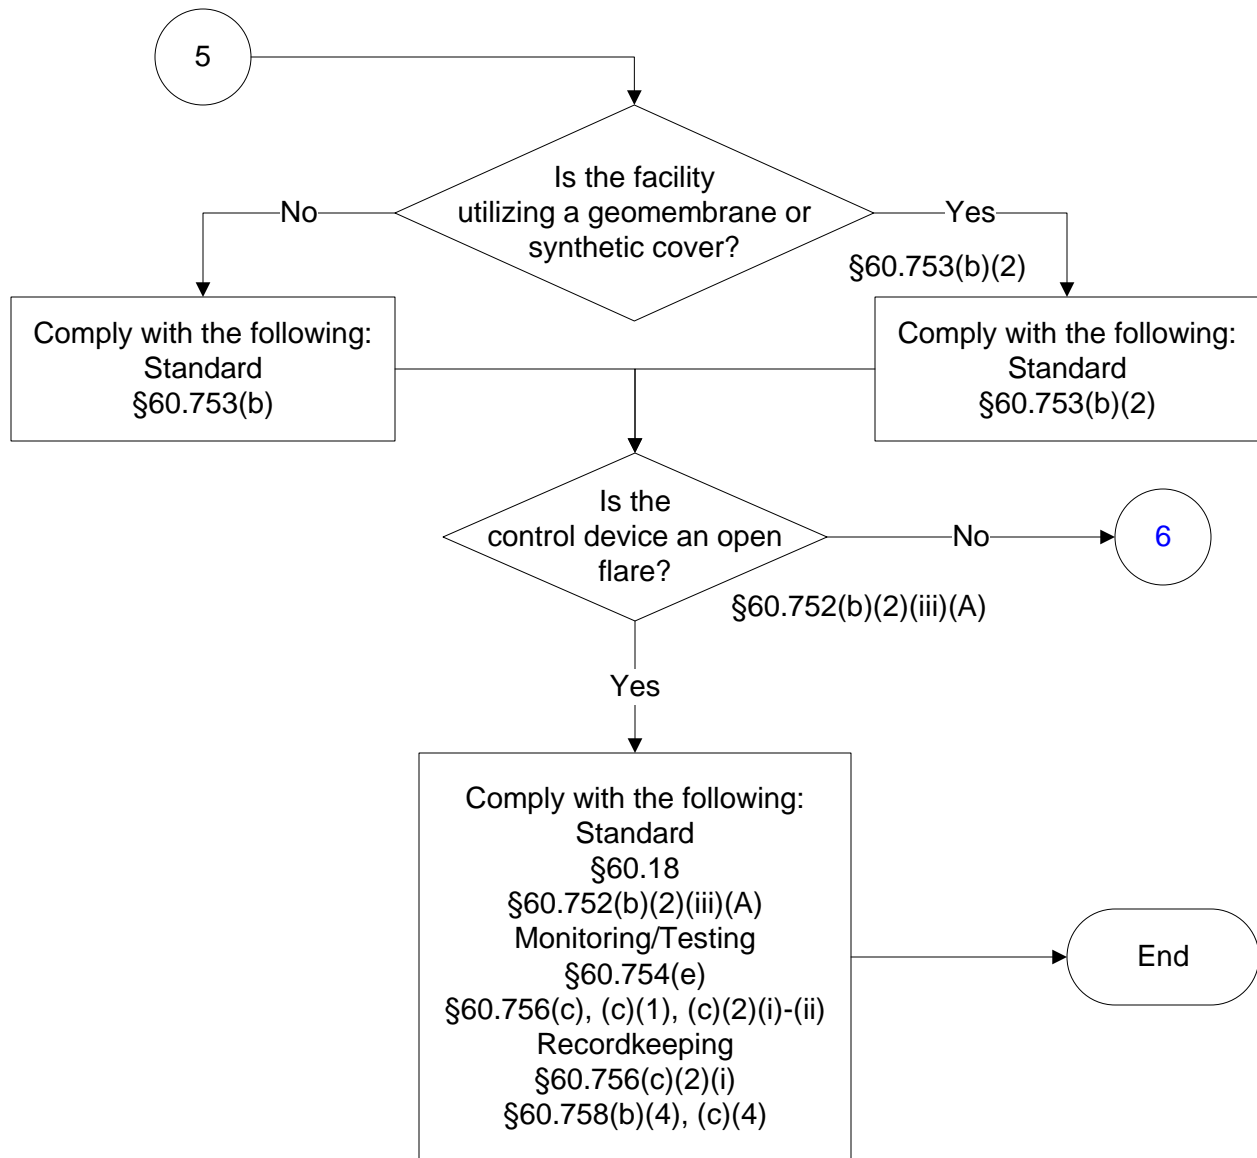 5
Is the facility
utilizing a geomembrane or
synthetic cover?
No
Yes
§60.753(b)(2)
Comply with the following:
Standard
§60.753(b)
Comply with the following:
Standard
§60.753(b)(2)
Is the
control device an open
flare?
No
6
§60.752(b)(2)(iii)(A)
Yes
Comply with the following:
Standard
§60.18
§60.752(b)(2)(iii)(A)
Monitoring/Testing
§60.754(e)
§60.756(c), (c)(1), (c)(2)(i)-(ii)
Recordkeeping
§60.756(c)(2)(i)
§60.758(b)(4), (c)(4)
End